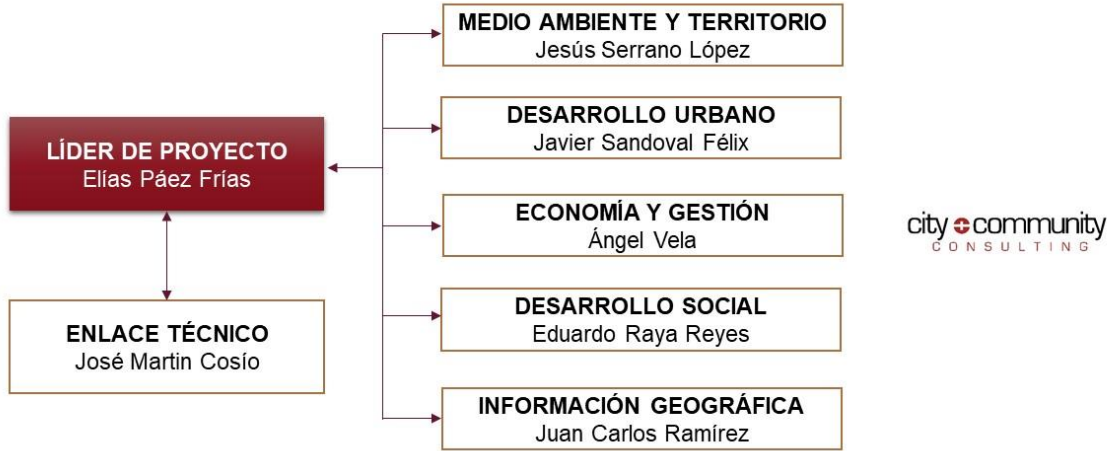 MEDIO AMBIENTE Y TERRITORIO
Jesús Serrano López
DESARROLLO URBANO
Javier Sandoval Félix
LÍDER DE PROYECTO
Elías Páez Frías
ECONOMÍA Y GESTIÓN
Ángel Vela
city community
CONSULTING
DESARROLLO SOCIAL
Eduardo Raya Reyes
ENLACE TÉCNICO
José Martin Cosío
INFORMACIÓN GEOGRÁFICA
Juan Carlos Ramírez